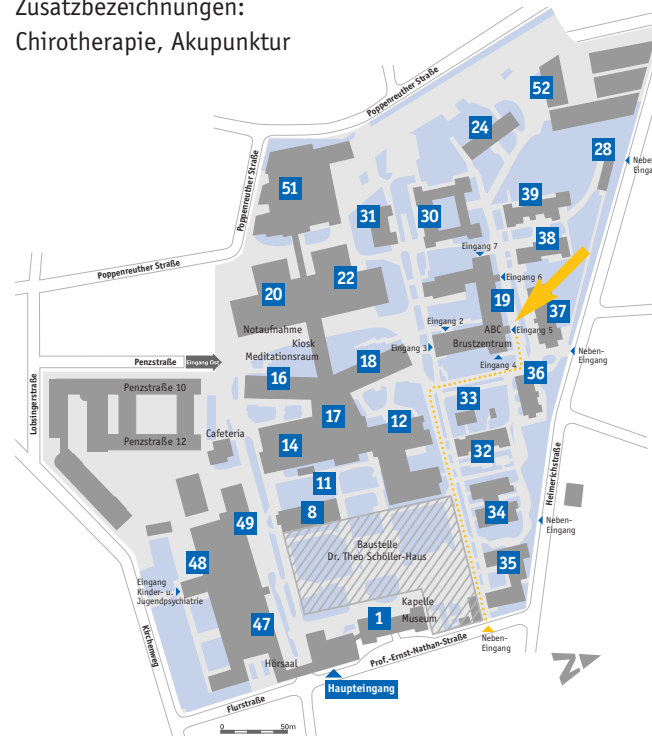 Zusatzbezeichnungen:
Chirotherapie, Akupunktur
Poppenreuther Straße
52
24
28
Neben-
Poppenreuther Straße
51
39
31
30
38
Eingang 7
Poppenreuther Straße
22
Eingang 6
20
19
37
Notaufnahme
Eingang 2
ABC
Eingang 5
Kiosk
Brustzentrum
Meditationsraum
Eingang 3
Neben-
Eingang
Penzstraße
Eingang Ost
18
Eingang 4
16
36
Lobsingerstraße
Penzstraße 10
33
17
12
Cafeteria
Penzstraße 12
14
32
11
Heimerichstraße
8
34
49
Neben-
Eingang
Baustelle
Dr. Theo Schöller-Haus
48
35
Eingang
Kinder- u.
Jugendpsychiatrie
Kapelle
1
Museum
47
Neben-
Eingang
Kirchenweg
Hörsaal
Prof.-Ernst-Nathan-Straße
N
Haupteingang
Flurstraße
0
50m